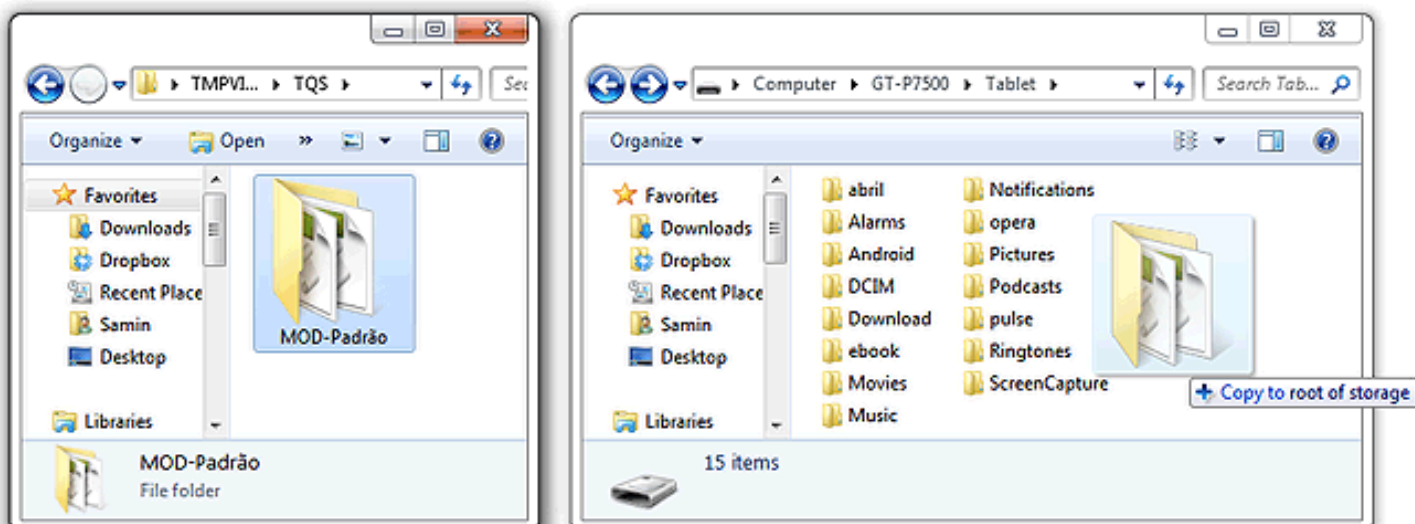 TMPVI... TQS
Sec
Organize Open »
Favorites
Downloads
Dropbox
Recent Place
Samin
Desktop
Libraries
MOD-Padrão
MOD-Padrão
File folder
Computer GT-P7500 Tablet
Search Tab...
Organize
Favorites
Downloads
Dropbox
Recent Place
Samin
Desktop
Libraries
abril
Alarms
Android
DCIM
Download
ebook
Movies
Music
Notifications
opera
Pictures
Podcasts
pulse
Ringtones
ScreenCapture
Copy to root of storage
15 items